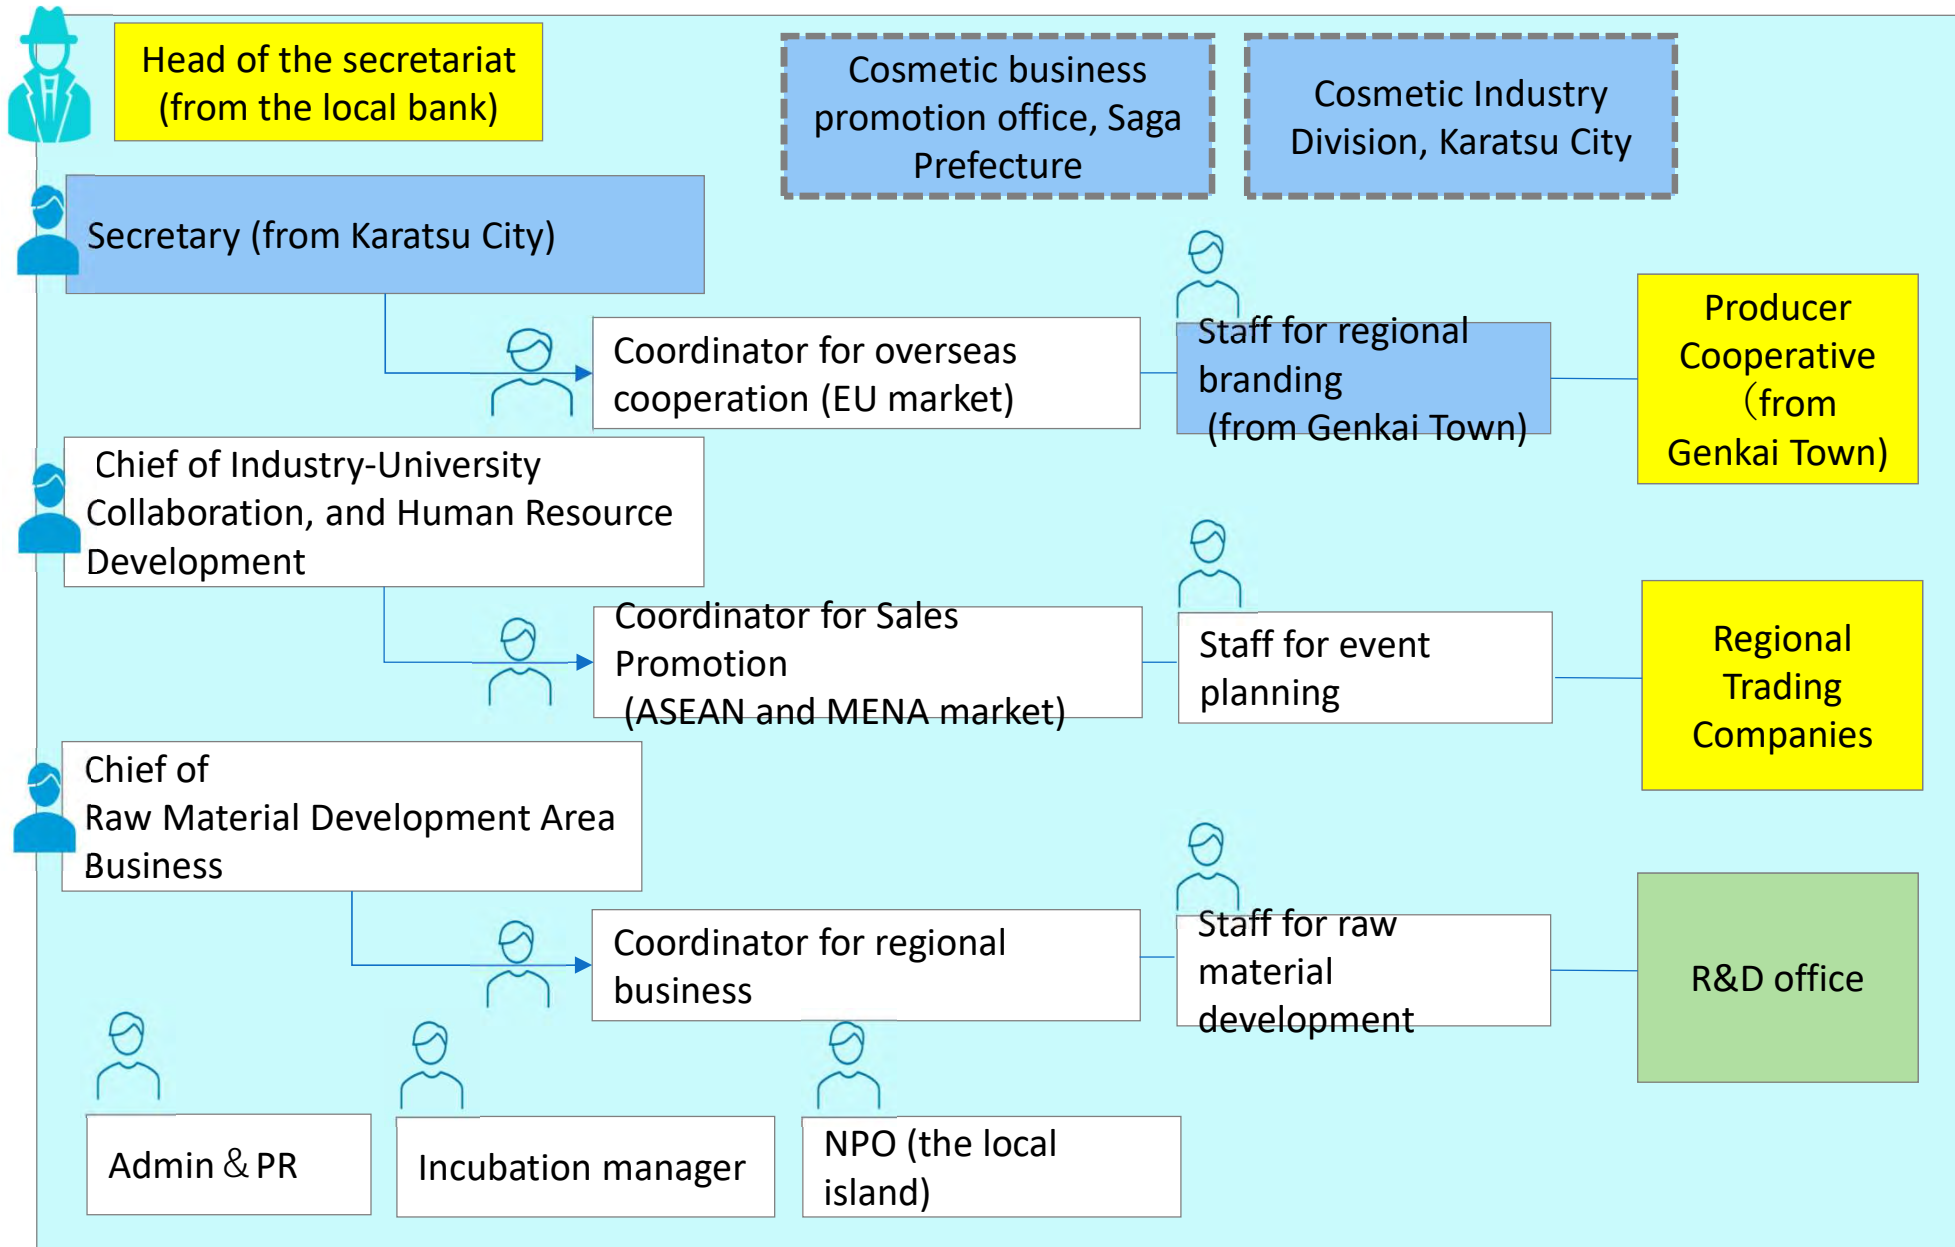 Head of the secretariat
(from the local bank)
Cosmetic business
promotion office, Saga
Prefecture
Cosmetic Industry
Division, Karatsu City
Secretary (from Karatsu City)
Coordinator for overseas
cooperation (EU market)
Staff for regional
branding
(from Genkai Town)
Producer
Cooperative
（from
Genkai Town)
Chief of Industry-University
Collaboration, and Human Resource
Development
Coordinator for Sales
Promotion
(ASEAN and MENA market)
Staff for event
planning
Regional
Trading
Companies
Chief of
Raw Material Development Area
Business
Coordinator for regional
business
Staff for raw
material
development
R&D office
Admin＆PR
Incubation manager
NPO (the local
island)